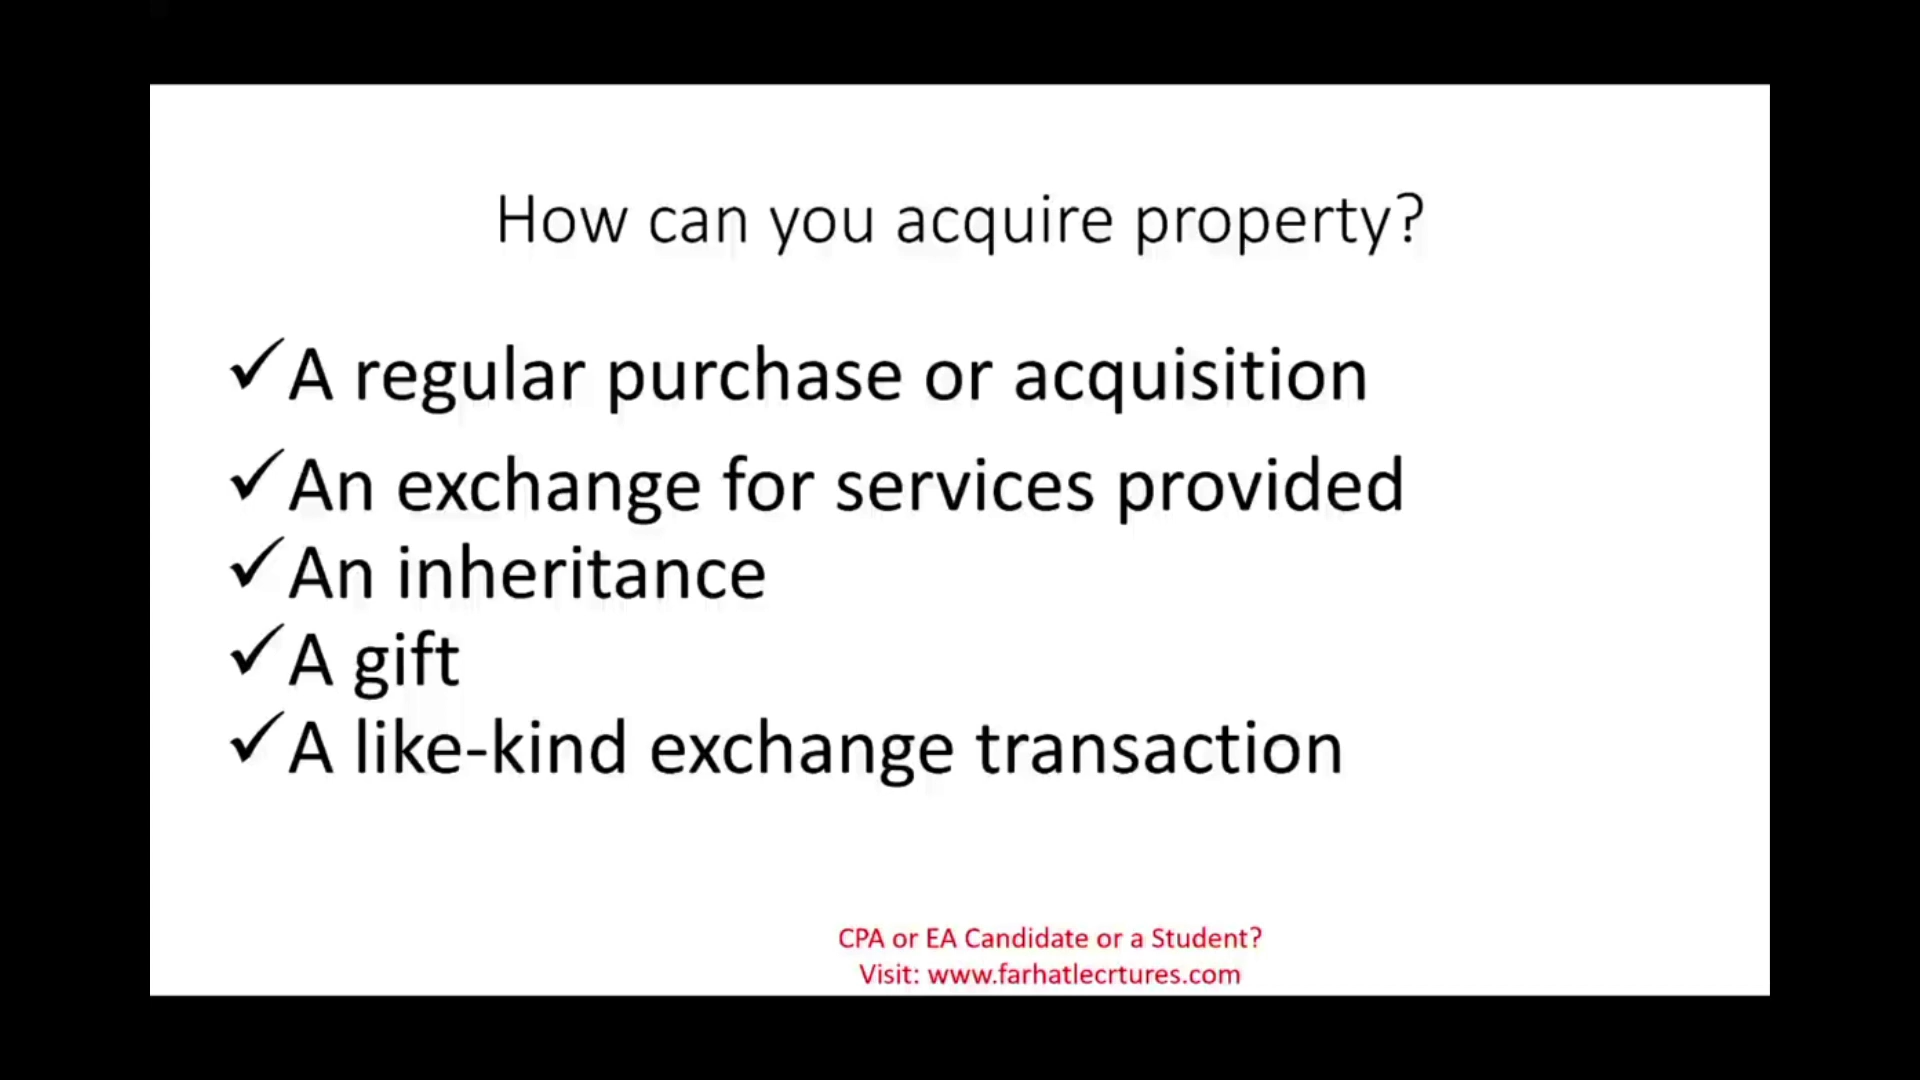 How can you acquire property?
✓A regular purchase or acquisition
✓An exchange for services provided
✓An inheritance
✓A gift
✓A like-kind exchange transaction
CPA or EA Candidate or a Student?
Visit: www.farhatlecrtures.com